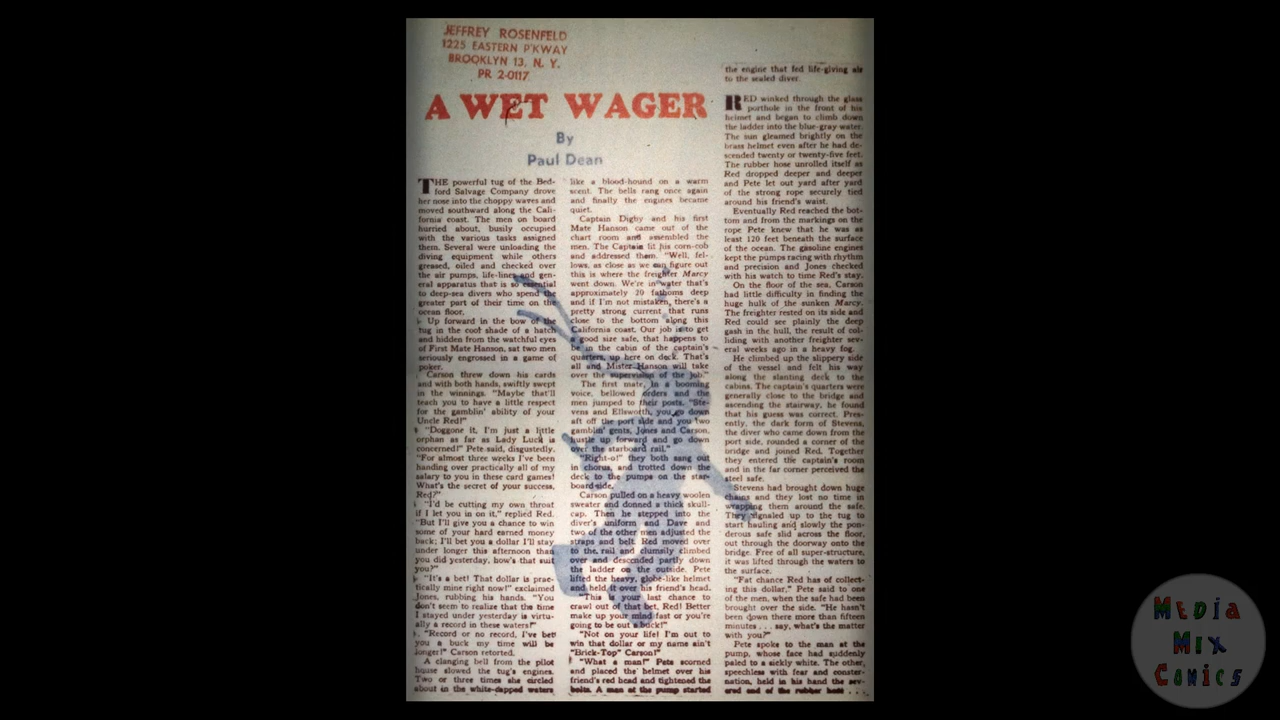 JEFFREY ROSENFELD
1225 EASTERN P'KWAY
BROOKLYN 13, N. Y.
PR 2-0117
A WET WAGER
By
Paul Dean
THE powerful tug of the Bed-
ford Salvage Company drove
her nose into the choppy waves and
moved southward along the Cali-
fornia coast. The men on board
hurried about, busily occupied
with the various tasks assigned
them. Several were unloading the
diving equipment while others
greased, oiled and checked over
the air pumps, life-lines and gen-
eral apparatus that is so essential
to deep-sea divers who spend the
greater part of their time on the
ocean floor.
Up forward in the bow of the
tug in the cool shade of a hatch
and hidden from the watchful eyes
of First Mate Hanson, sat two men
seriously engrossed in a game of
poker.
Carson threw down his cards
and with both hands, swiftly swept
in the winnings. "Maybe that'll
teach you to have a little respect
for the gamblin' ability of your
Uncle Red!"
"Doggone it, I'm just a little
orphan as far as Lady Luck is
concerned!" Pete said, disgustedly.
"For almost three weeks I've been
handing over practically all of my
salary to you in these card games!
What's the secret of your success,
Red?"
"I'd be cutting my own throat
if I let you in on it," replied Red.
"But I'll give you a chance to win
some of your hard earned money
back; I'll bet you a dollar I'll stay
under longer this afternoon than
you did yesterday, how's that suit
you?"
"It's a bet! That dollar is prac-
tically mine right now!" exclaimed
Jones, rubbing his hands. "You
don't seem to realize that the time
I stayed under yesterday is virtu-
ally a record in these waters!"
"Record or no record, I've bet
you a buck my time will be
longer!" Carson retorted.
A clanging bell from the pilot
house slowed the tug's engines.
Two or three times she circled
about in the white-capped waters
like a blood-hound on a warm
scent. The bells rang once again
and finally the engines became
quiet.
Captain Digby and his first
Mate Hanson came out of the
chart room and assembled the
men. The Captain lit his corn-cob
and addressed them. "Well, fel-
lows, as close as we can figure out
this is where the freighter Marcy
went down. We're in water that's
approximately 20 fathoms deep
and if I'm not mistaken, there's a
pretty strong current that runs
close to the bottom along this
California coast. Our job is to get
a good size safe, that happens to
be in the cabin of the captain's
quarters, up here on deck. That's
all and Mister Hanson will take
over the supervision of the job."
The first mate, in a booming
voice, bellowed orders and the
men jumped to their posts. "Ste-
vens and Ellsworth, you go down
aft off the port side and you two
gamblin' gents, Jones and Carson,
hustle up forward and go down
over the starboard rail."
"Right-o!" they both sang out
in chorus, and trotted down the
deck to the pumps on the star-
board side.
Carson pulled on a heavy woolen
sweater and donned a thick skull-
cap. Then he stepped into the
diver's uniform and Dave and
two of the other men adjusted the
straps and belt. Red moved over
to the rail and clumsily climbed
over and descended partly down
the ladder on the outside. Pete
lifted the heavy, globe-like helmet
and held it over his friend's head.
"This is your last chance to
crawl out of that bet, Red! Better
make up your mind fast or you're
going to be out a buck!"
"Not on your life! I'm out to
win that dollar or my name ain't
"Brick-Top" Carson!"
"What a man!" Pete scorned
and placed the helmet over his
friend's red head and tightened the
bolts. A man at the pump started
the engine that fed life-giving air
to the sealed diver.
RED winked through the glass
porthole in the front of his
helmet and began to climb down
the ladder into the blue-gray water.
The sun gleamed brightly on the
brass helmet even after he had de-
scended twenty or twenty-five feet.
The rubber hose unrolled itself as
Red dropped deeper and deeper
and Pete let out yard after yard
of the strong rope securely tied
around his friend's waist.
Eventually Red reached the bot-
tom and from the markings on the
rope Pete knew that he was at
least 120 feet beneath the surface
of the ocean. The gasoline engines
kept the pumps racing with rhythm
and precision and Jones checked
with his watch to time Red's stay.
On the floor of the sea, Carson
had little difficulty in finding the
huge hulk of the sunken Marcy.
The freighter rested on its side and
Red could see plainly the deep
gash in the hull, the result of col-
liding with another freighter sev-
eral weeks ago in a heavy fog.
He climbed up the slippery side
of the vessel and felt his way
along the slanting deck to the
cabins. The captain's quarters were
generally close to the bridge and
ascending the stairway, he found
that his guess was correct. Pres-
ently, the dark form of Stevens,
the diver who came down from the
port side, rounded a corner of the
bridge and joined Red. Together
they entered the captain's room
and in the far corner perceived the
steel safe.
Stevens had brought down huge
chains and they lost no time in
wrapping them around the safe.
They signaled up to the tug to
start hauling and slowly the pon-
derous safe slid across the floor,
out through the doorway onto the
bridge. Free of all super-structure,
it was lifted through the waters to
the surface.
"Fat chance Red has of collect-
ing this dollar," Pete said to one
of the men, when the safe had been
brought over the side. "He hasn't
been down there more than fifteen
minutes . . . say, what's the matter
with you?"
Pete spoke to the man at the
pump, whose face had suddenly
paled to a sickly white. The other,
speechless with fear and conster-
nation, held in his hand the sev-
ered end of the rubber hose . . .
MEDIA
MIX
COMICS